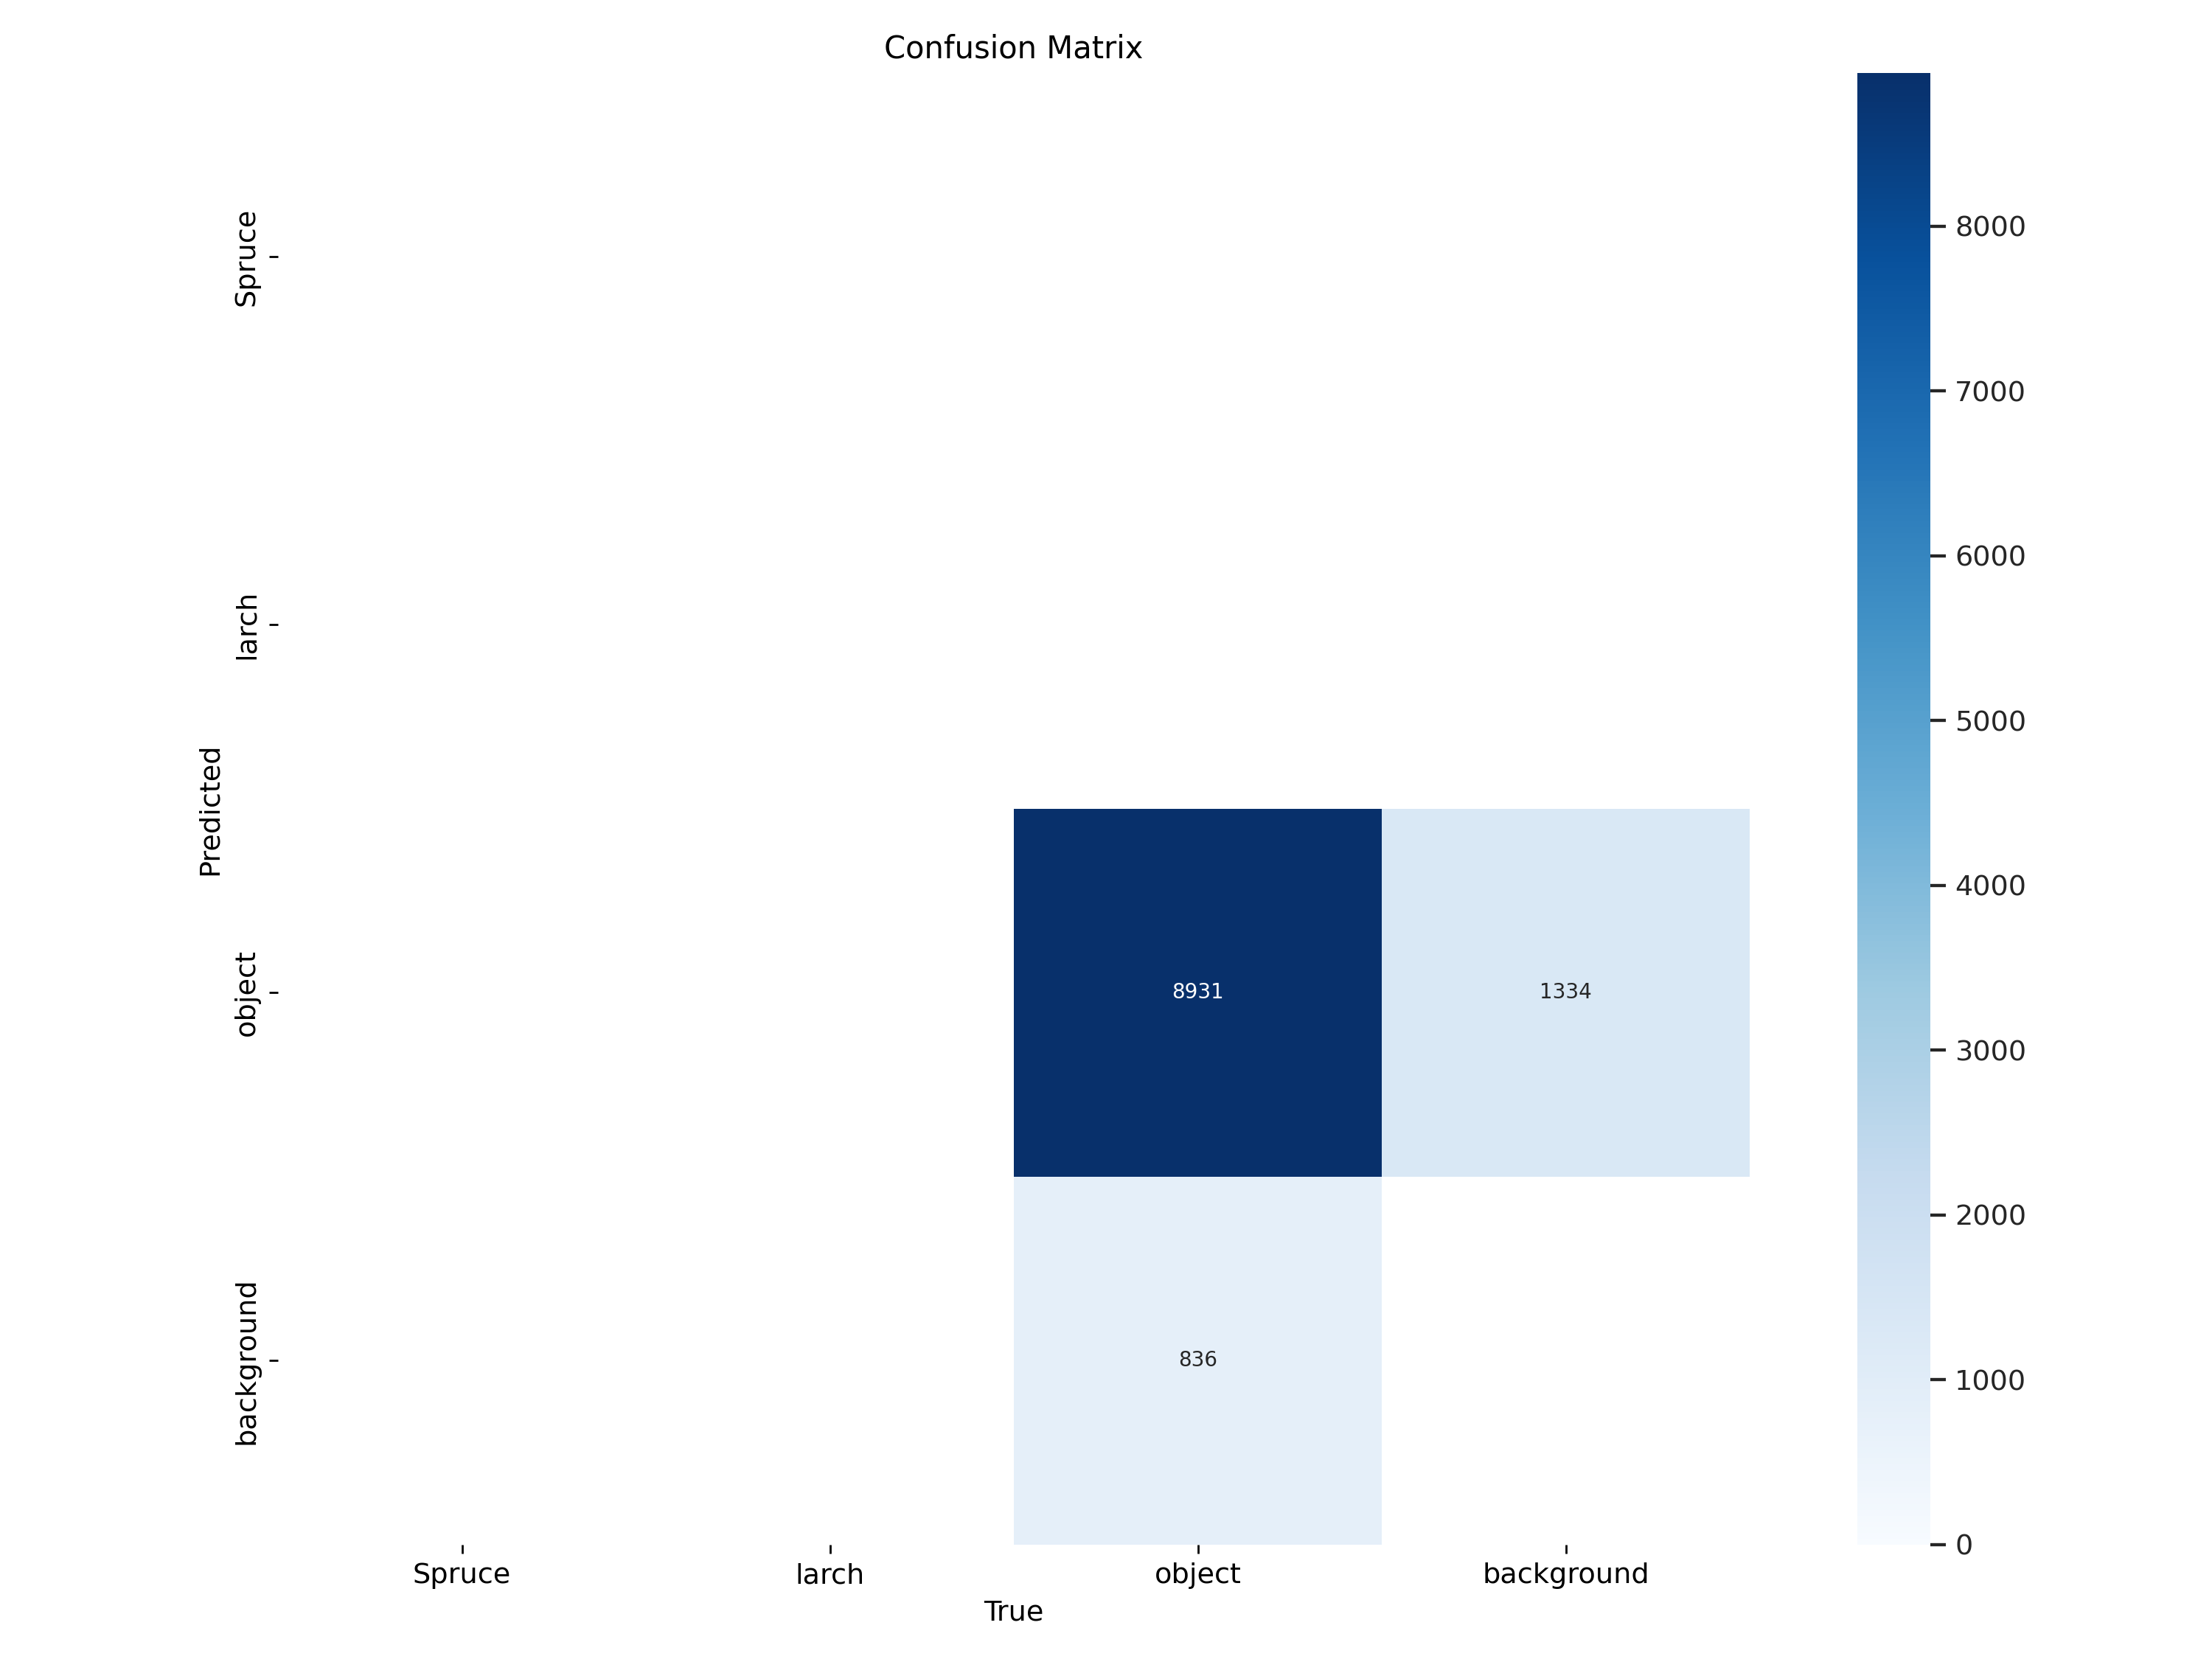 Confusion Matrix
Spruce
larch
object
background
Predicted
8931
1334
836
Spruce
larch
object
background
True
8000
7000
6000
5000
4000
3000
2000
1000
0